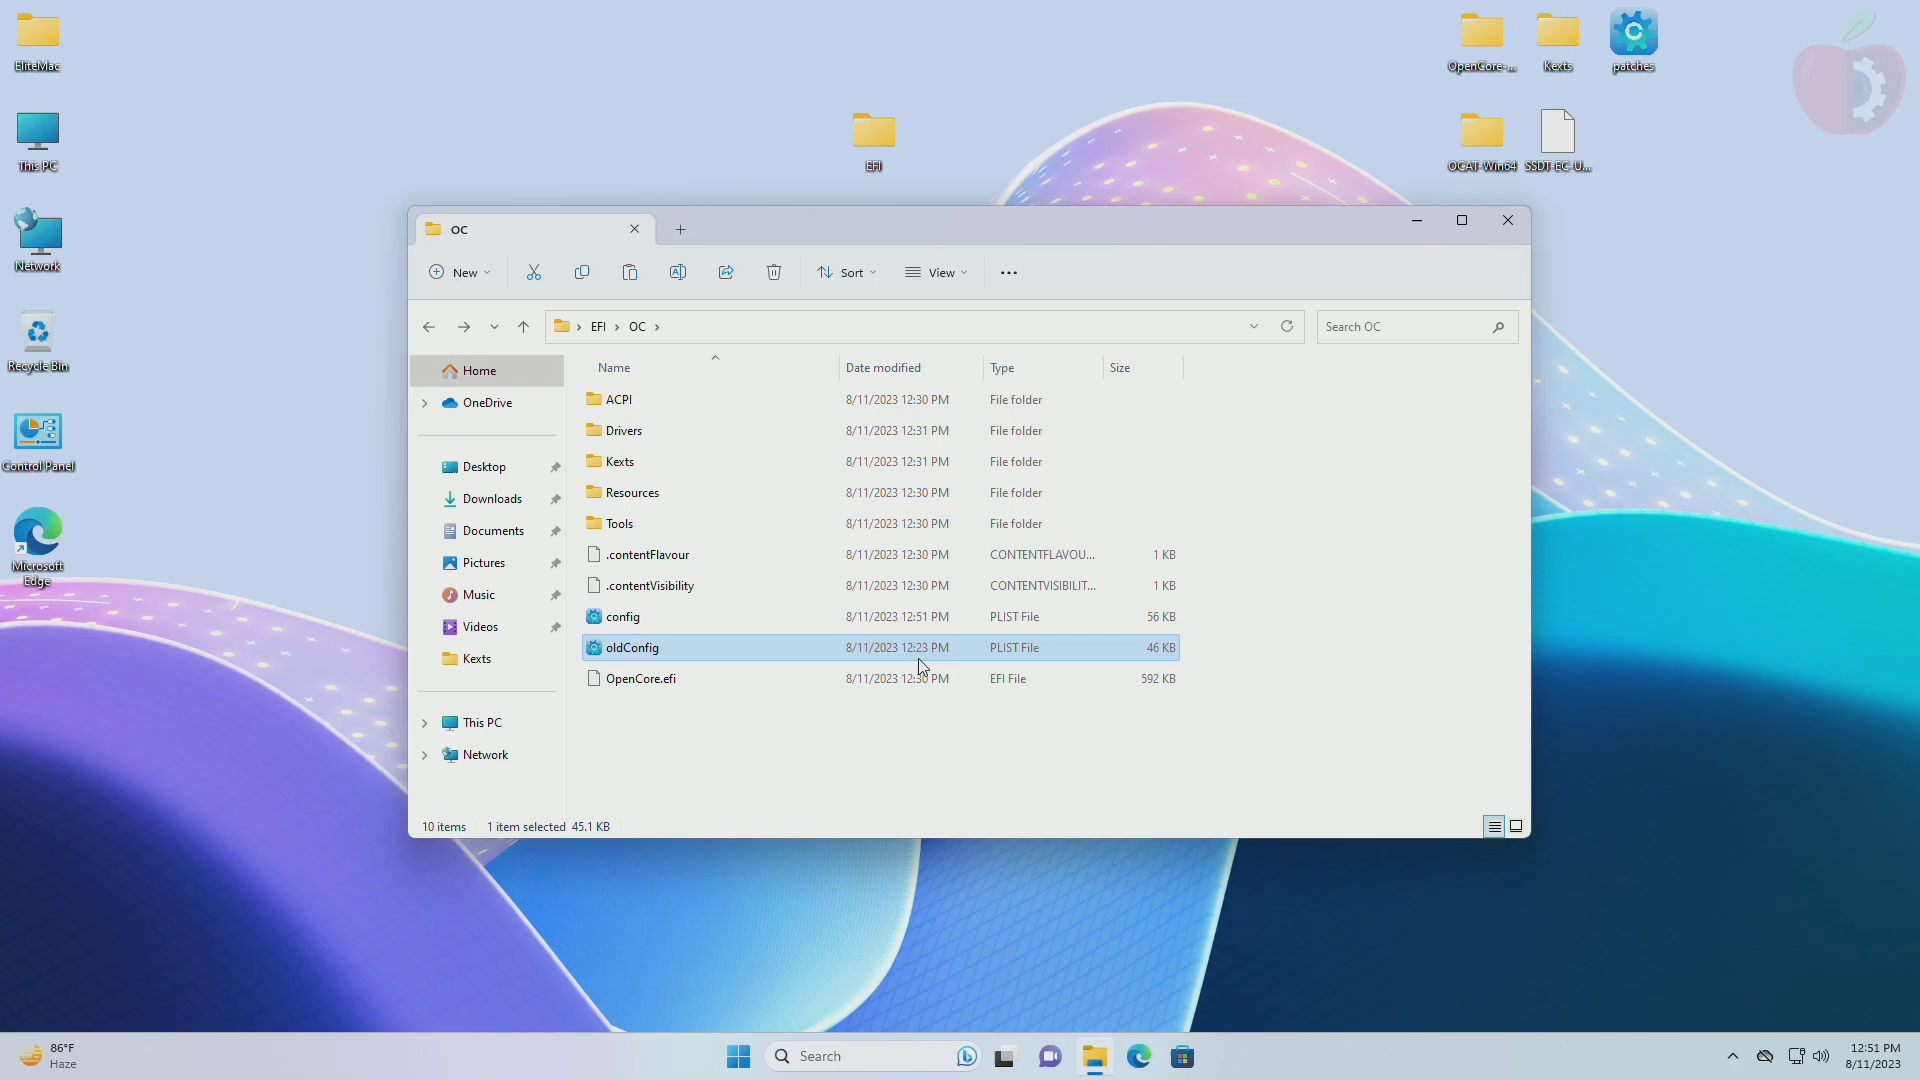 EliteMac
This PC
Network
Recycle Bin
Control Panel
Microsoft
Edge
EFI
OpenCore-...
Kexts
patches
OCAT-Win64
SSDT-EC-U...
OC
New
Sort
View
EFI
OC
Search OC
Home
OneDrive
Desktop
Downloads
Documents
Pictures
Music
Videos
Kexts
This PC
Network
Name Date modified Type Size
ACPI 8/11/2023 12:30 PM File folder
Drivers 8/11/2023 12:31 PM File folder
Kexts 8/11/2023 12:31 PM File folder
Resources 8/11/2023 12:30 PM File folder
Tools 8/11/2023 12:30 PM File folder
.contentFlavour 8/11/2023 12:30 PM CONTENTFLAVOU... 1 KB
.contentVisibility 8/11/2023 12:30 PM CONTENTVISIBILIT... 1 KB
config 8/11/2023 12:51 PM PLIST File 56 KB
oldConfig 8/11/2023 12:23 PM PLIST File 46 KB
OpenCore.efi 8/11/2023 12:30 PM EFI File 592 KB
10 items 1 item selected 45.1 KB
86°F
Haze
Search
12:51 PM
8/11/2023